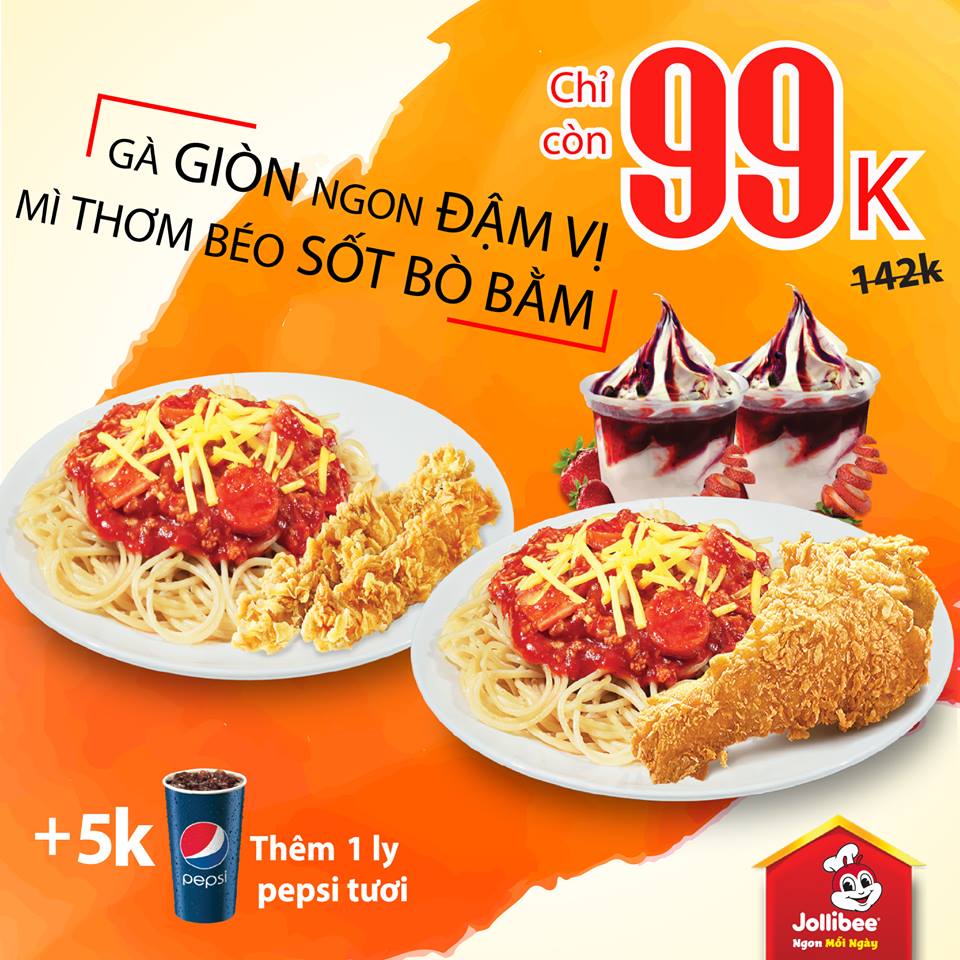 Chỉ
còn
99K
142k
GÀ GIÒN NGON ĐẬM VỊ
MÌ THƠM BÉO SỐT BÒ BẰM
+5k
pepsi
Thêm 1 ly
pepsi tươi
Jollibee
Ngon Mỗi Ngày